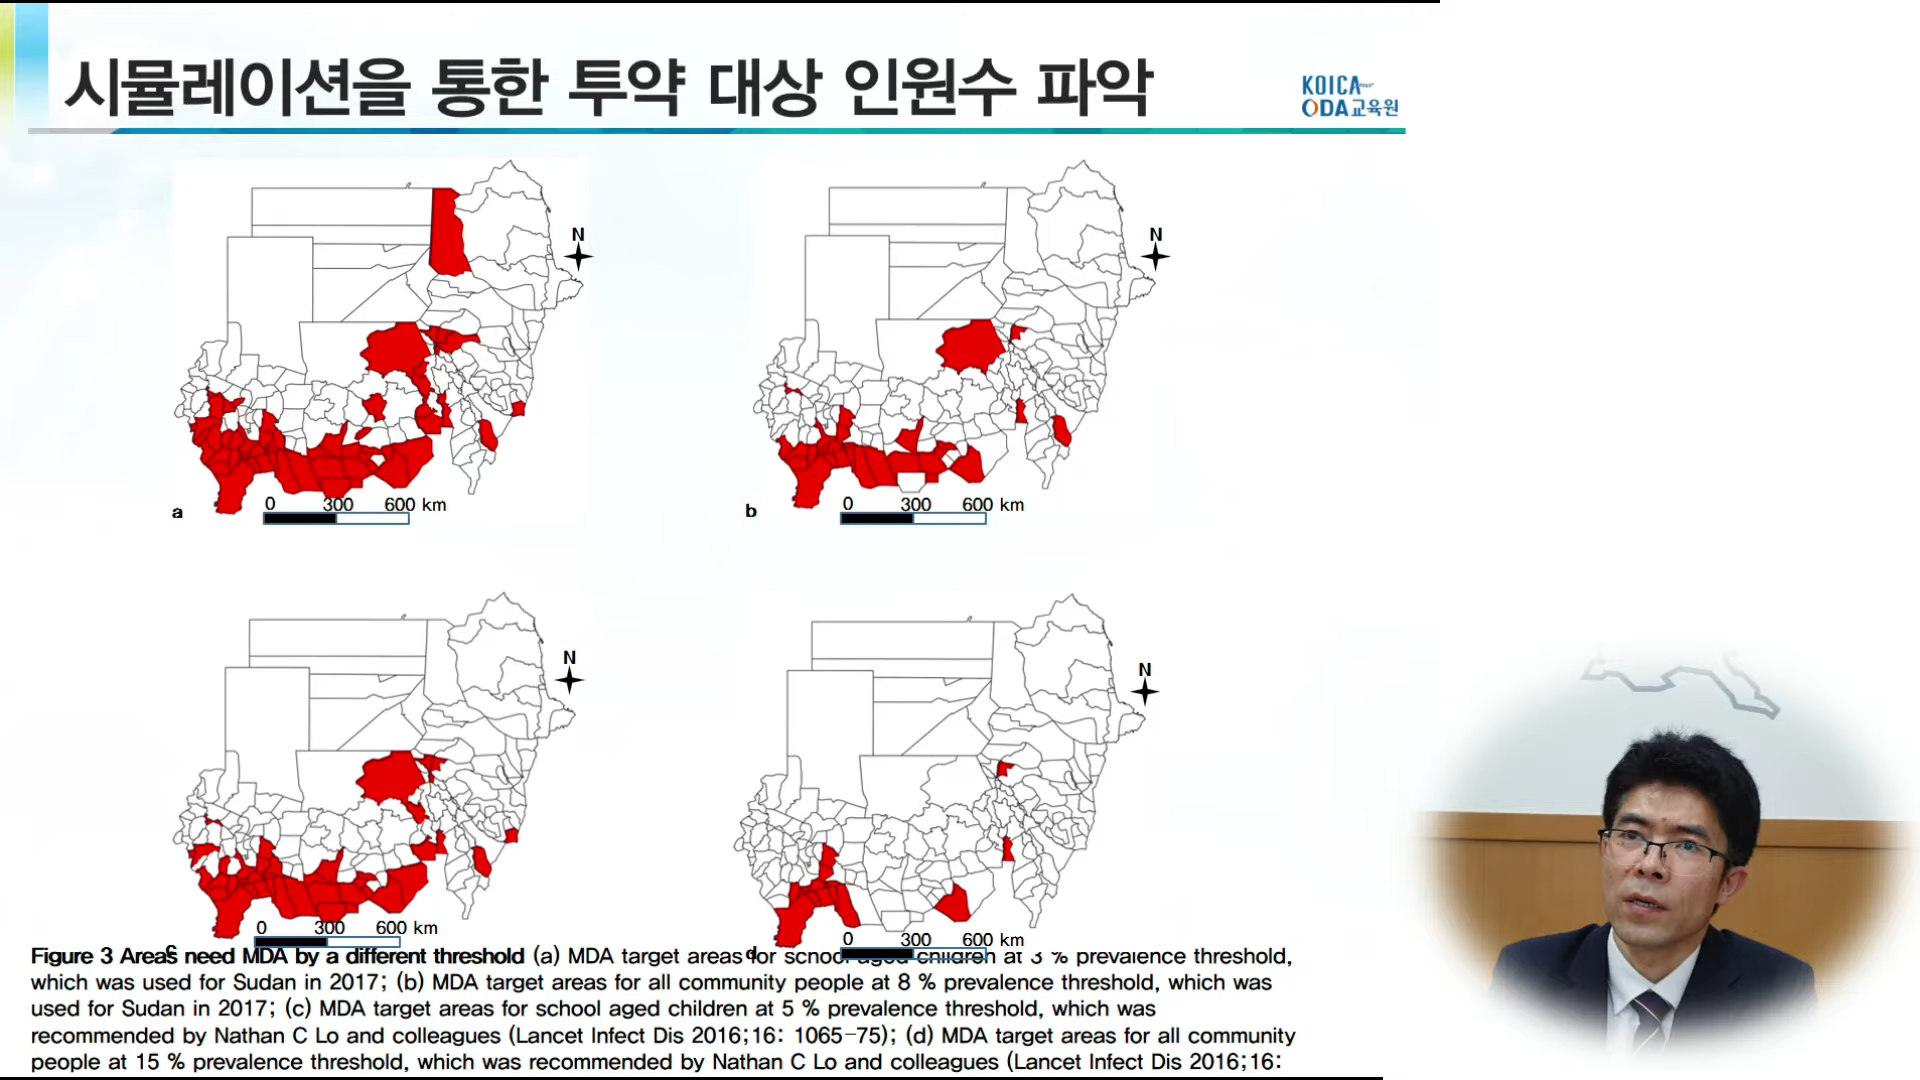 시뮬레이션을 통한 투약 대상 인원수 파악
KOICA
ODA교육원
N
0 300 600 km
a
N
0 300 600 km
b
N
0 300 600 km
c
N
0 300 600 km
d
Figure 3 Areas need MDA by a different threshold (a) MDA target areas for school aged children at 3 % prevalence threshold,
which was used for Sudan in 2017; (b) MDA target areas for all community people at 8 % prevalence threshold, which was
used for Sudan in 2017; (c) MDA target areas for school aged children at 5 % prevalence threshold, which was
recommended by Nathan C Lo and colleagues (Lancet Infect Dis 2016;16: 1065-75); (d) MDA target areas for all community
people at 15 % prevalence threshold, which was recommended by Nathan C Lo and colleagues (Lancet Infect Dis 2016;16: